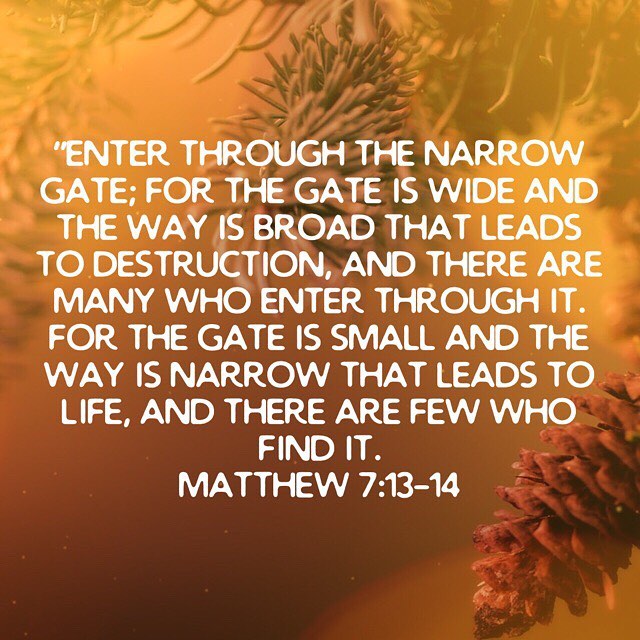 "ENTER THROUGH THE NARROW
GATE; FOR THE GATE IS WIDE AND
THE WAY IS BROAD THAT LEADS
TO DESTRUCTION, AND THERE ARE
MANY WHO ENTER THROUGH IT.
FOR THE GATE IS SMALL AND THE
WAY IS NARROW THAT LEADS TO
LIFE, AND THERE ARE FEW WHO
FIND IT.
MATTHEW 7:13-14